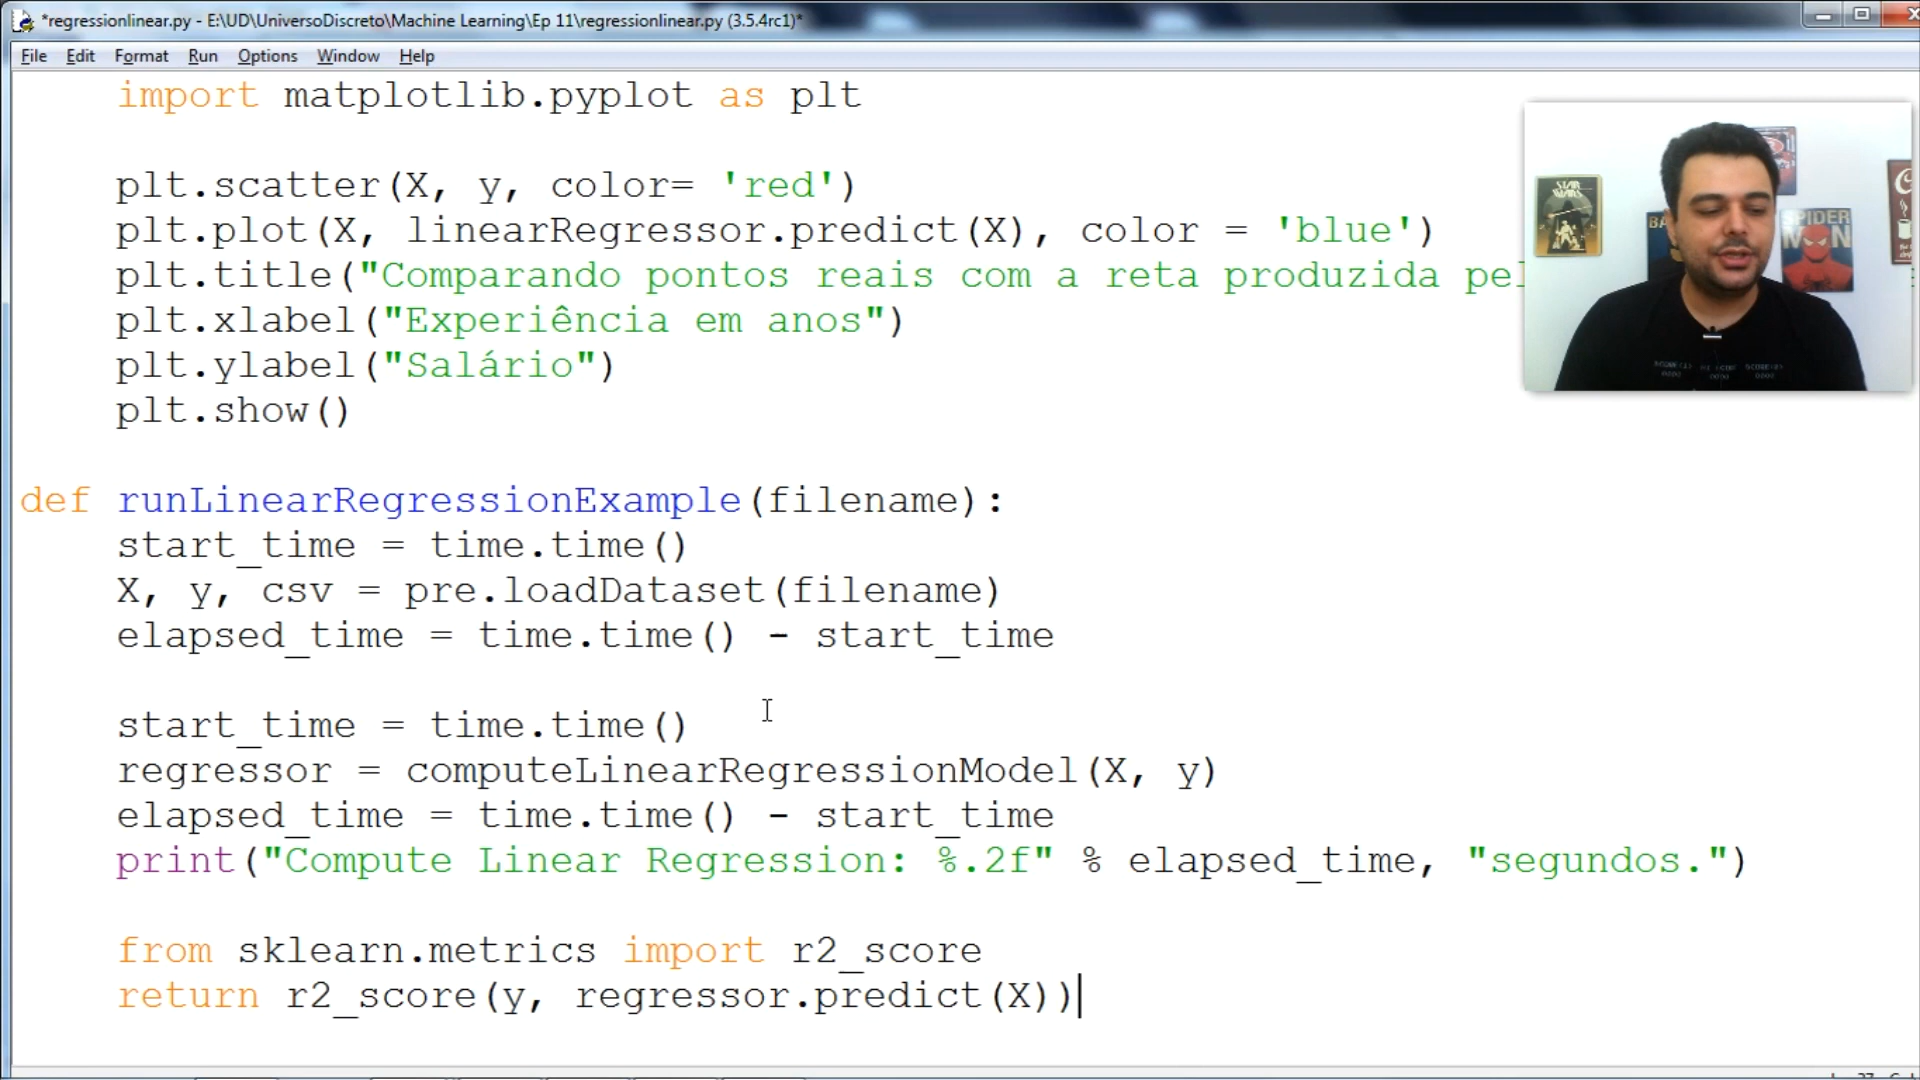 *regressionlinear.py - E:\UD\UniversoDiscreto\Machine Learning\Ep 11\regressionlinear.py (3.5.4rc1)*
File Edit Format Run Options Window Help
import matplotlib.pyplot as plt
plt.scatter(X, y, color= 'red')
plt.plot(X, linearRegressor.predict(X), color = 'blue')
plt.title("Comparando pontos reais com a reta produzida pel
plt.xlabel("Experiência em anos")
plt.ylabel("Salário")
plt.show()
def runLinearRegressionExample(filename):
start_time = time.time()
X, y, csv = pre.loadDataset(filename)
elapsed_time = time.time() - start_time
start_time = time.time()
regressor = computeLinearRegressionModel(X, y)
elapsed_time = time.time() - start_time
print("Compute Linear Regression: %.2f" % elapsed_time, "segundos.")
from sklearn.metrics import r2_score
return r2_score(y, regressor.predict(X))
STAR WARS
BA
SPIDER